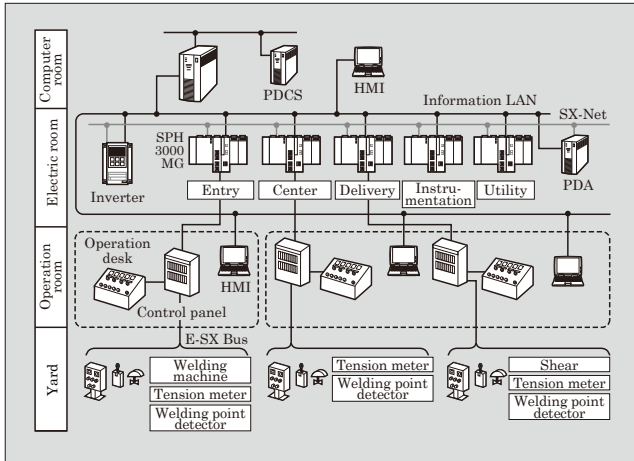 Computer
room
PDCS
HMI
Information LAN
SX-Net
Electric room
SPH
3000
MG
Inverter
Entry
Center
Delivery
Instru-
mentation
Utility
PDA
Operation
room
Operation
desk
Control panel
HMI
Yard
E-SX Bus
Welding
machine
Tension meter
Welding point
detector
Tension meter
Welding point
detector
Shear
Tension meter
Welding point
detector